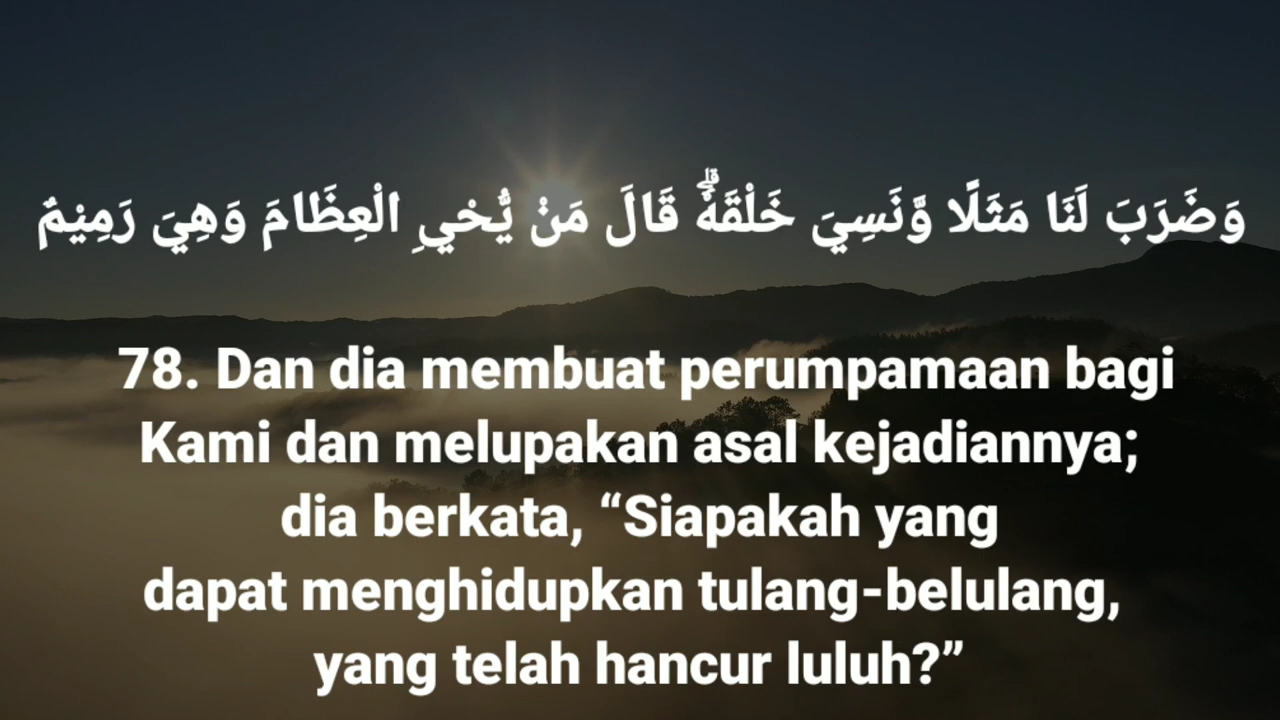 وَضَرَبَ لَنَا مَثَلًا وَّنَسِيَ خَلْقَهٗۗ قَالَ مَنْ يُّحْيِ الْعِظَامَ وَهِيَ رَمِيْمٌ
78. Dan dia membuat perumpamaan bagi
Kami dan melupakan asal kejadiannya;
dia berkata, “Siapakah yang
dapat menghidupkan tulang-belulang,
yang telah hancur luluh?”